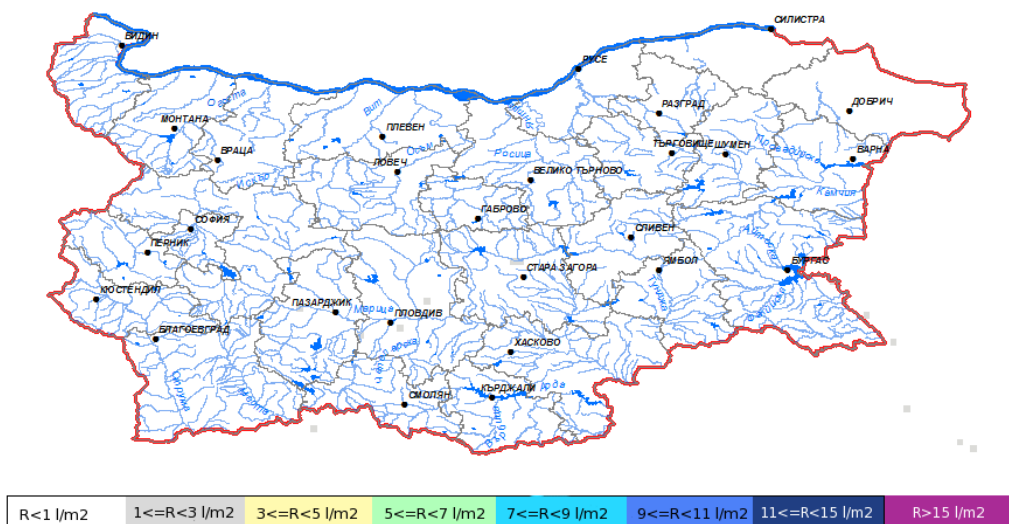 СИЛИСТРА
ВИДИН
РУСЕ
ДОБРИЧ
РАЗГРАД
Огоста
Вит
МОНТАНА
ПЛЕВЕН
ТЪРГОВИЩЕ
ШУМЕН
ВАРНА
ВРАЦА
ЛОВЕЧ
Осъм
Росица
Искър
ВЕЛИКО ТЪРНОВО
Камчия
ГАБРОВО
СОФИЯ
СЛИВЕН
ПЕРНИК
СТАРА ЗАГОРА
ЯМБОЛ
БУРГАС
КЮСТЕНДИЛ
ПАЗАРДЖИК
Марица
ПЛОВДИВ
БЛАГОЕВГРАД
ХАСКОВО
СМОЛЯН
КЪРДЖАЛИ
Струма
Места
R<1 l/m2
1<=R<3 l/m2
3<=R<5 l/m2
5<=R<7 l/m2
7<=R<9 l/m2
9<=R<11 l/m2
11<=R<15 l/m2
R>15 l/m2